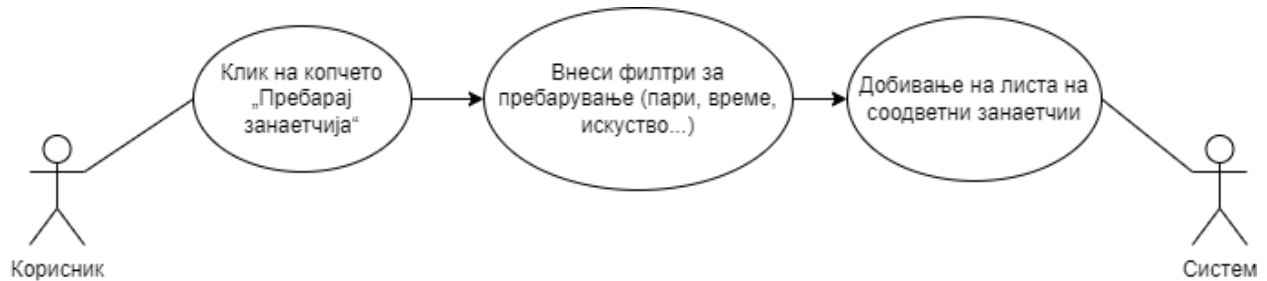 Клик на копчето
„Пребарај
занаетчија“
Внеси филтри за
пребарување (пари, време,
искуство...)
Добивање на листа на
соодветни занаетчии
Корисник
Систем